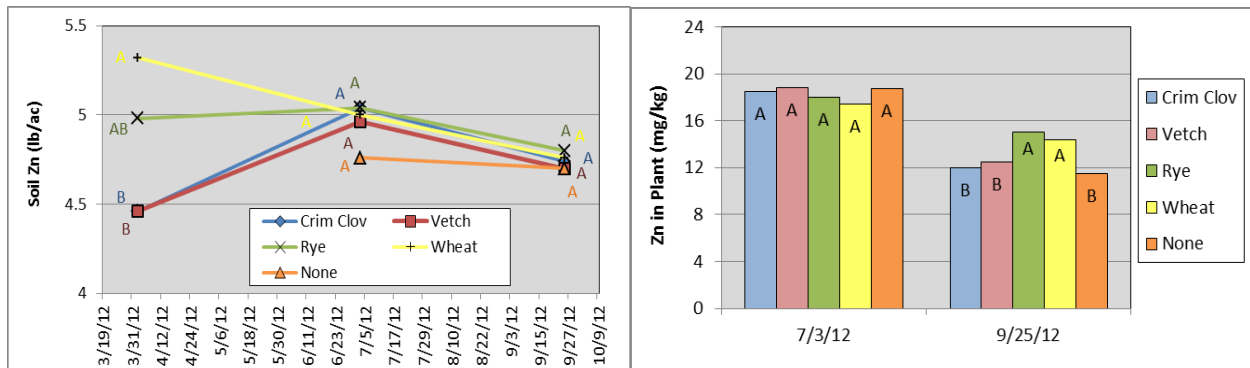 5.5
5
4.5
4
Soil Zn (lb/ac)
A
AB
B
B
A
A
A
A
A
A
A
A
A
A
Crim Clov
Vetch
Rye
Wheat
None
3/19/12
3/31/12
4/12/12
4/24/12
5/6/12
5/18/12
5/30/12
6/11/12
6/23/12
7/5/12
7/17/12
7/29/12
8/10/12
8/22/12
9/3/12
9/15/12
9/27/12
10/9/12
24
20
16
12
8
4
0
Zn in Plant (mg/kg)
A
A
A
A
A
B
B
A
A
B
7/3/12
9/25/12
Crim Clov
Vetch
Rye
Wheat
None